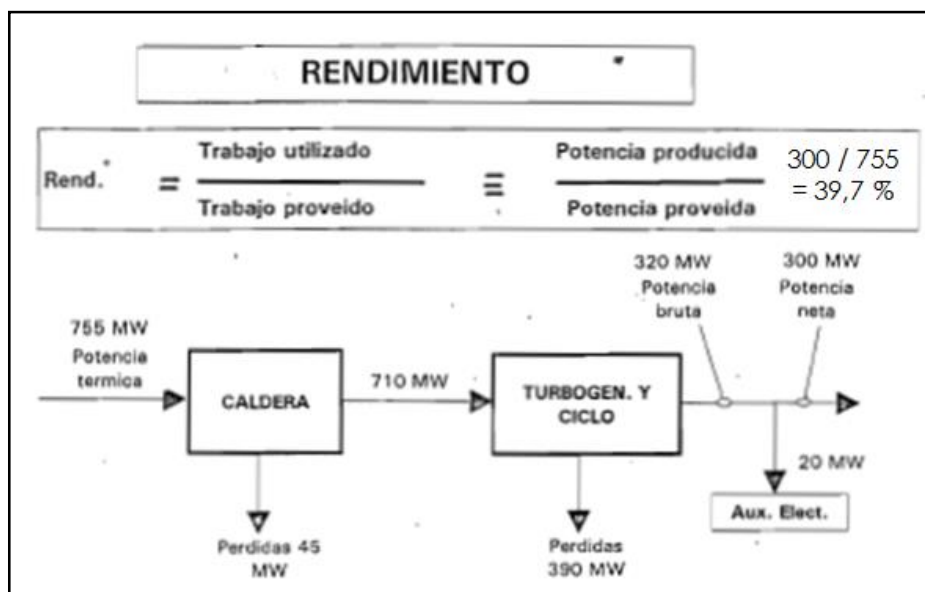 RENDIMIENTO
Rend. = Trabajo utilizado / Trabajo proveido ≡ Potencia producida / Potencia proveida
300 / 755
= 39,7 %
755 MW
Potencia
termica
CALDERA
710 MW
TURBOGEN. Y
CICLO
320 MW
Potencia
bruta
300 MW
Potencia
neta
20 MW
Aux. Elect.
Perdidas 45
MW
Perdidas
390 MW